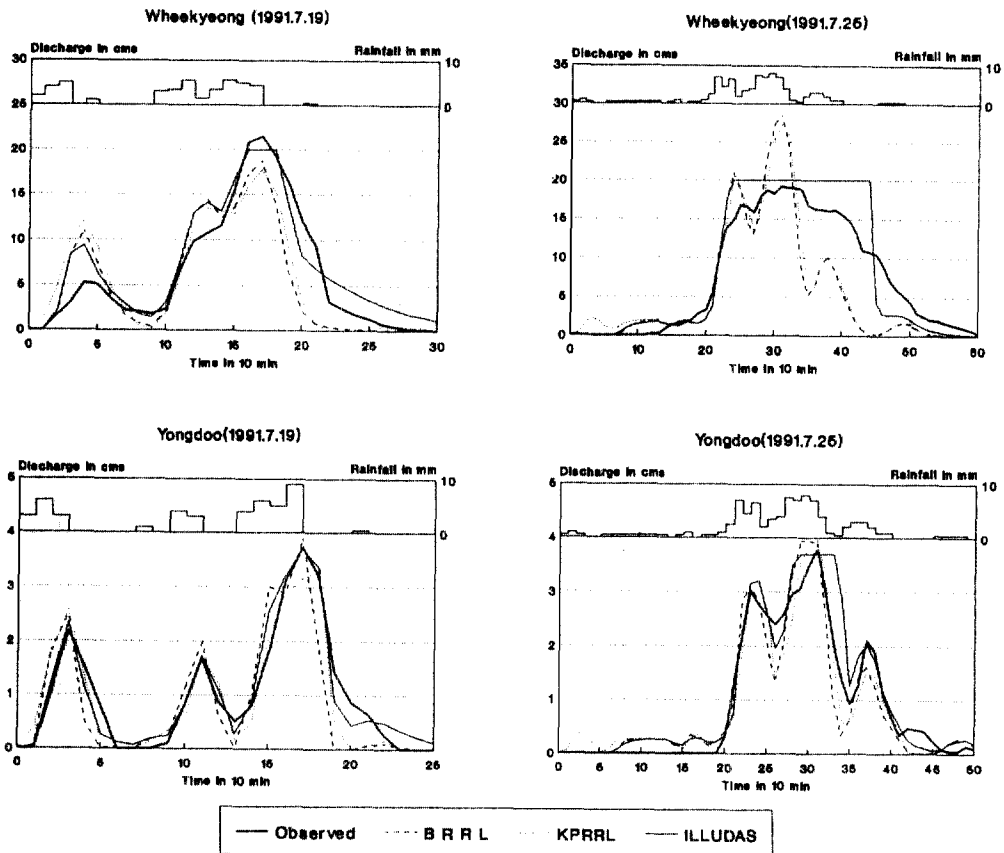 Wheekyeong (1991.7.19)
Discharge in cms
Rainfall in mm
30
25
20
15
10
5
0
10
0
0 5 10 15 20 25 30
Time in 10 min
Wheekyeong(1991.7.25)
Discharge in cms
Rainfall in mm
35
30
25
20
15
10
5
0
10
0
0 10 20 30 40 50 60
Time in 10 min
Yongdoo(1991.7.19)
Discharge in cms
Rainfall in mm
5
4
3
2
1
0
10
0
0 5 10 15 20 25
Time in 10 min
Yongdoo(1991.7.25)
Discharge in cms
Rainfall in mm
5
4
3
2
1
0
10
0
0 5 10 15 20 25 30 35 40 45 50
Time in 10 min
Observed B R R L KPRRL ILLUDAS